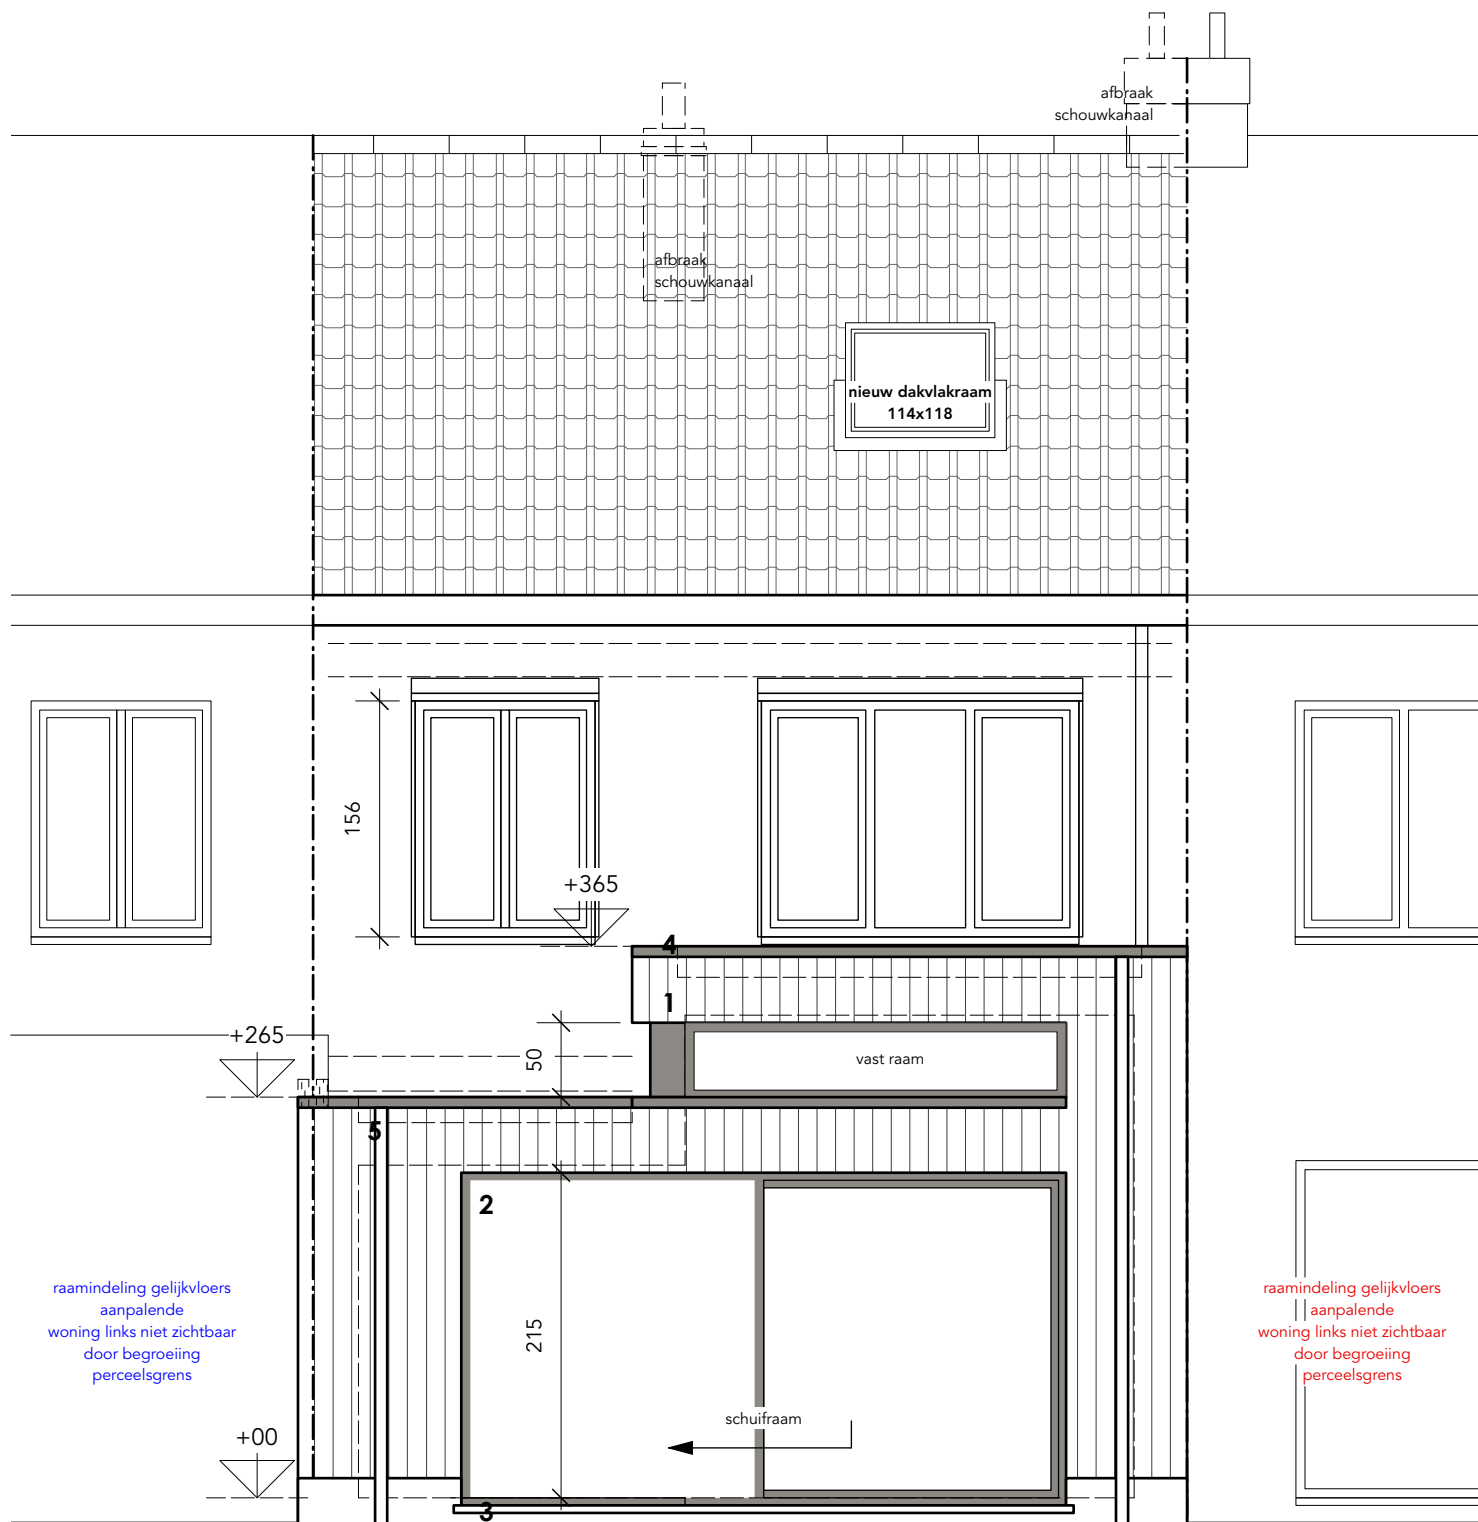 afbraak
schouwkanaal
afbraak
schouwkanaal
nieuw dakvlakraam
114x118
156
+365
4
1
+265
50
vast raam
5
2
raamindeling gelijkvloers
aanpalende
woning links niet zichtbaar
door begroeiing
perceelsgrens
raamindeling gelijkvloers
aanpalende
woning links niet zichtbaar
door begroeiing
perceelsgrens
215
schuifraam
+00
3